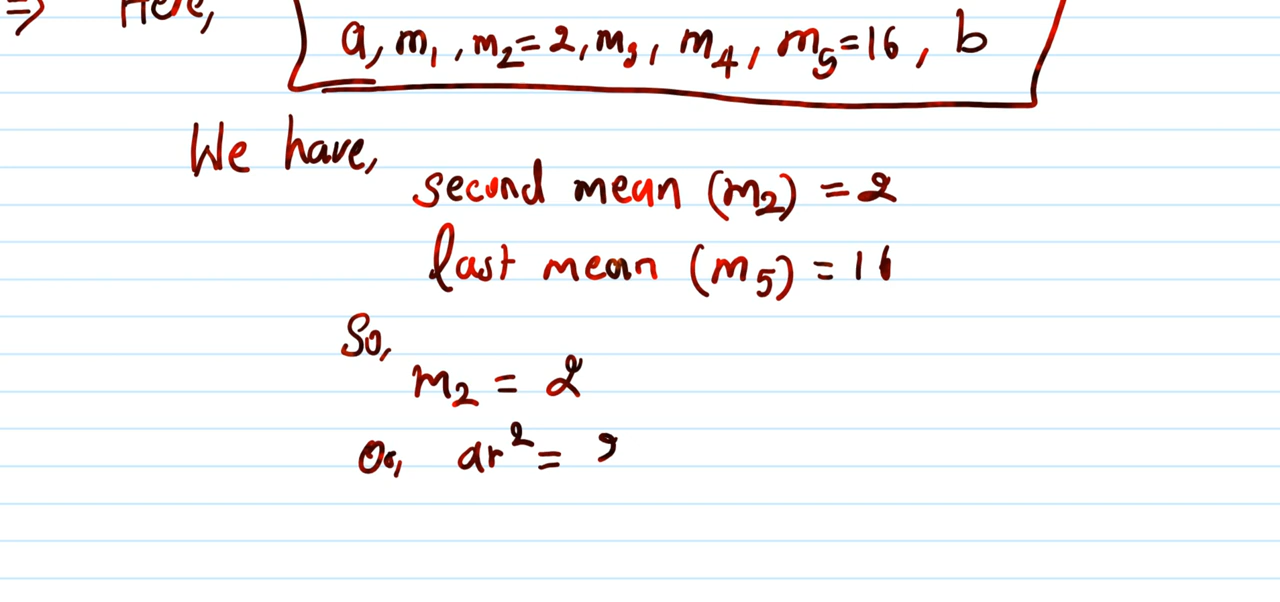 ⇒ Here,
a, m₁, m₂=2, m₃, m₄, m₅=16, b
We have,
second mean (m₂) = 2
last mean (m₅) = 16
So,
m₂ = 2
Or, ar² =